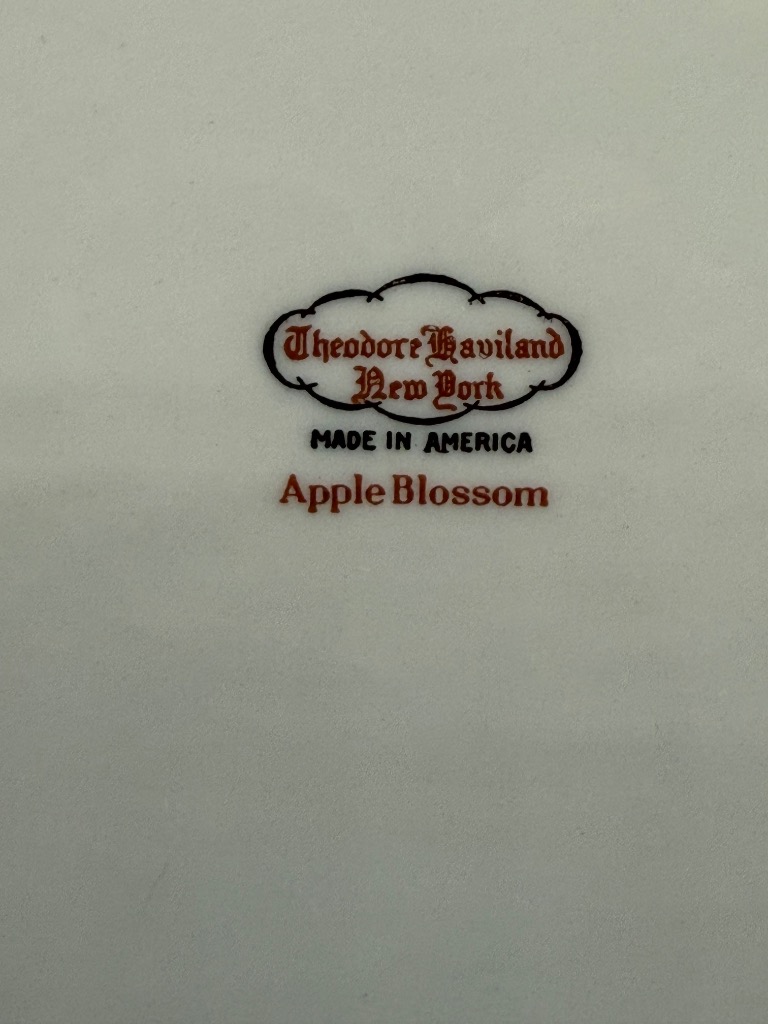 Theodore Haviland
New York
MADE IN AMERICA
Apple Blossom